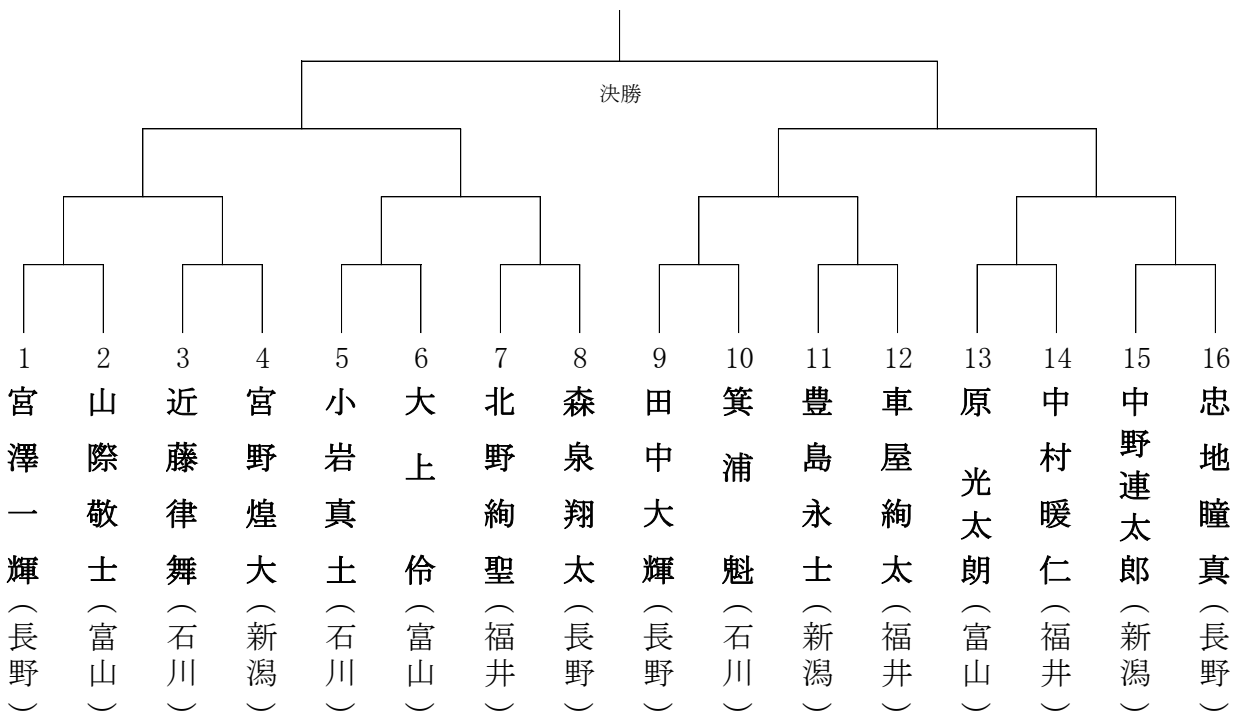 決勝
1
宮澤一輝(長野)
2
山際敬士(富山)
3
近藤律舞(石川)
4
宮野煌大(新潟)
5
小岩真土(石川)
6
大上伶(富山)
7
北野絢聖(福井)
8
森泉翔太(長野)
9
田中大輝(長野)
10
箕浦魁(石川)
11
豊島永士(新潟)
12
車屋絢太(福井)
13
原光太朗(富山)
14
中村暖仁(福井)
15
中野連太郎(新潟)
16
忠地瞳真(長野)